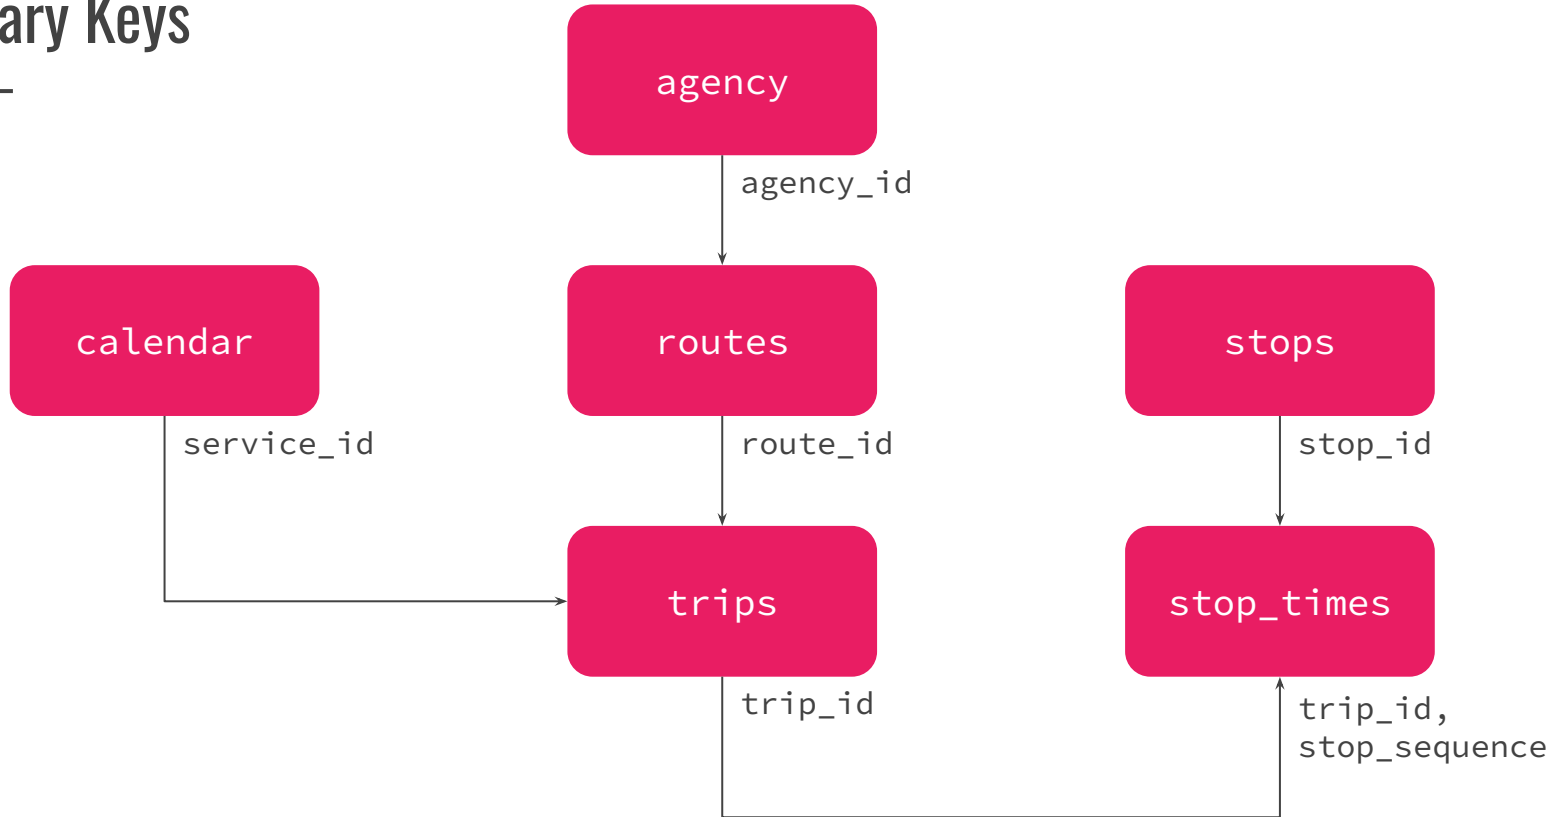 ary Keys
agency
agency_id
calendar
routes
stops
service_id
route_id
stop_id
trips
stop_times
trip_id
trip_id,
stop_sequence